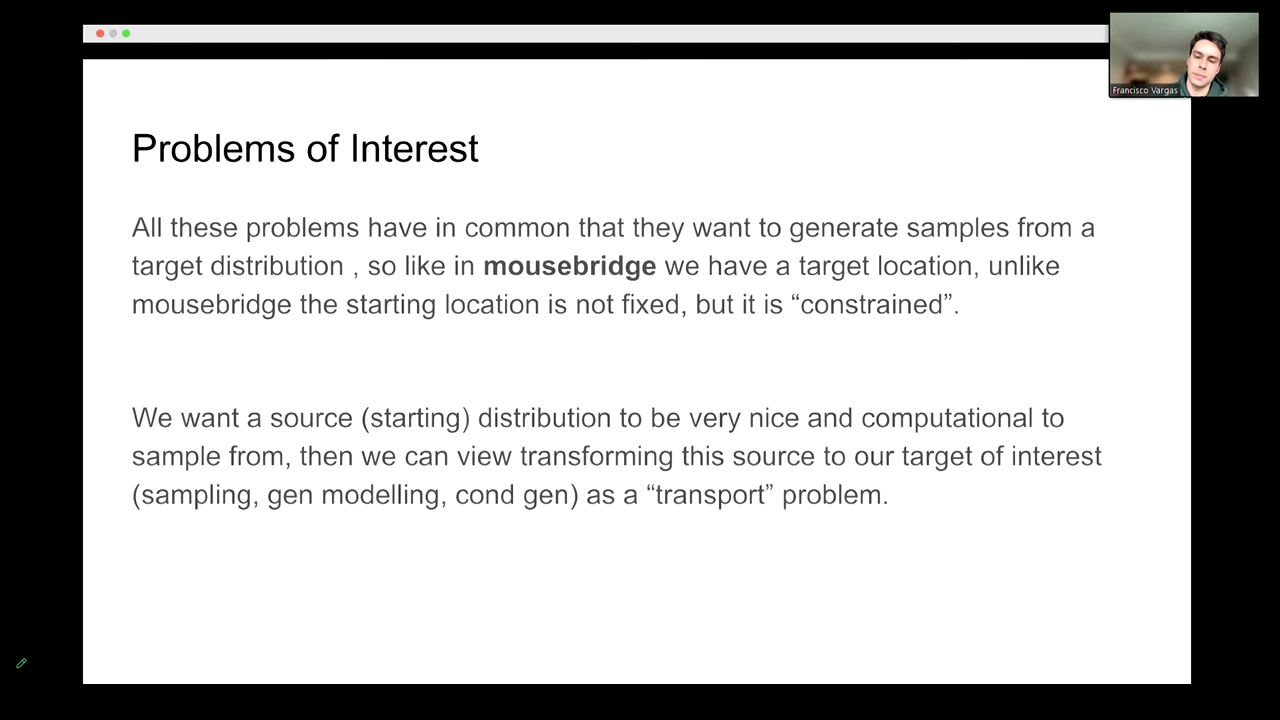 Francisco Vargas
Problems of Interest
All these problems have in common that they want to generate samples from a
target distribution , so like in mousebridge we have a target location, unlike
mousebridge the starting location is not fixed, but it is “constrained”.
We want a source (starting) distribution to be very nice and computational to
sample from, then we can view transforming this source to our target of interest
(sampling, gen modelling, cond gen) as a “transport” problem.